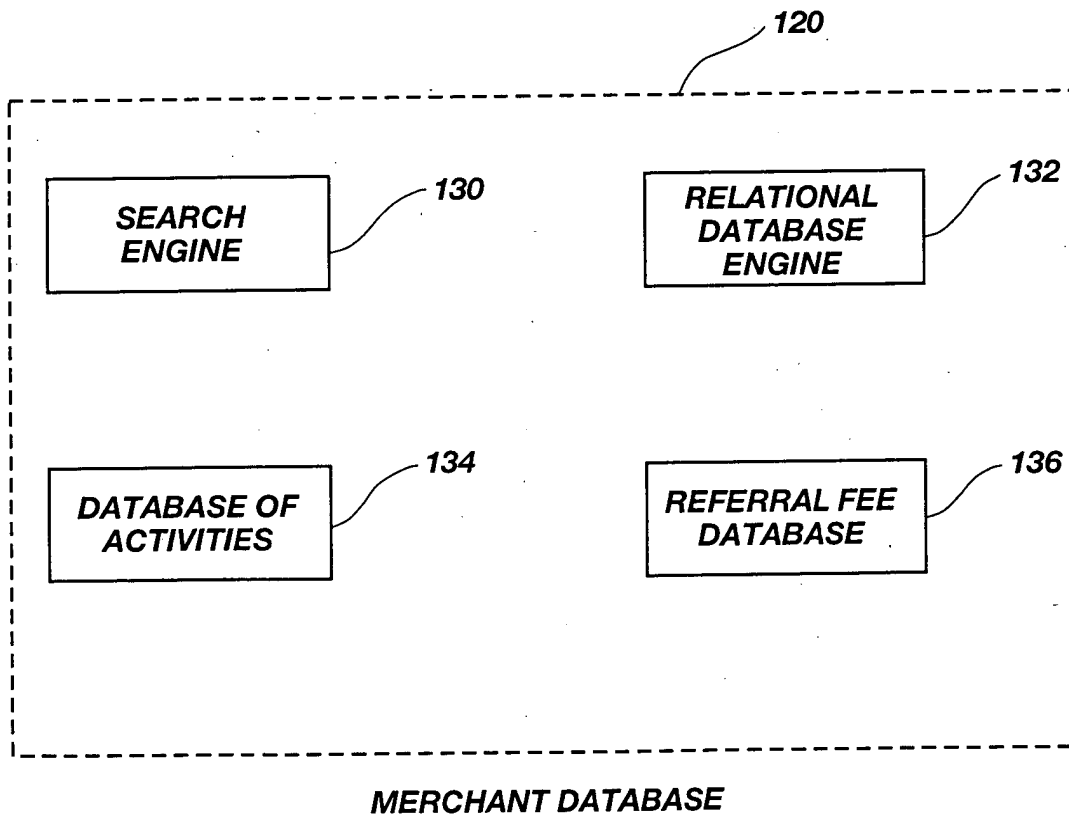 120
SEARCH
ENGINE
130
RELATIONAL
DATABASE
ENGINE
132
DATABASE OF
ACTIVITIES
134
REFERRAL FEE
DATABASE
136
MERCHANT DATABASE